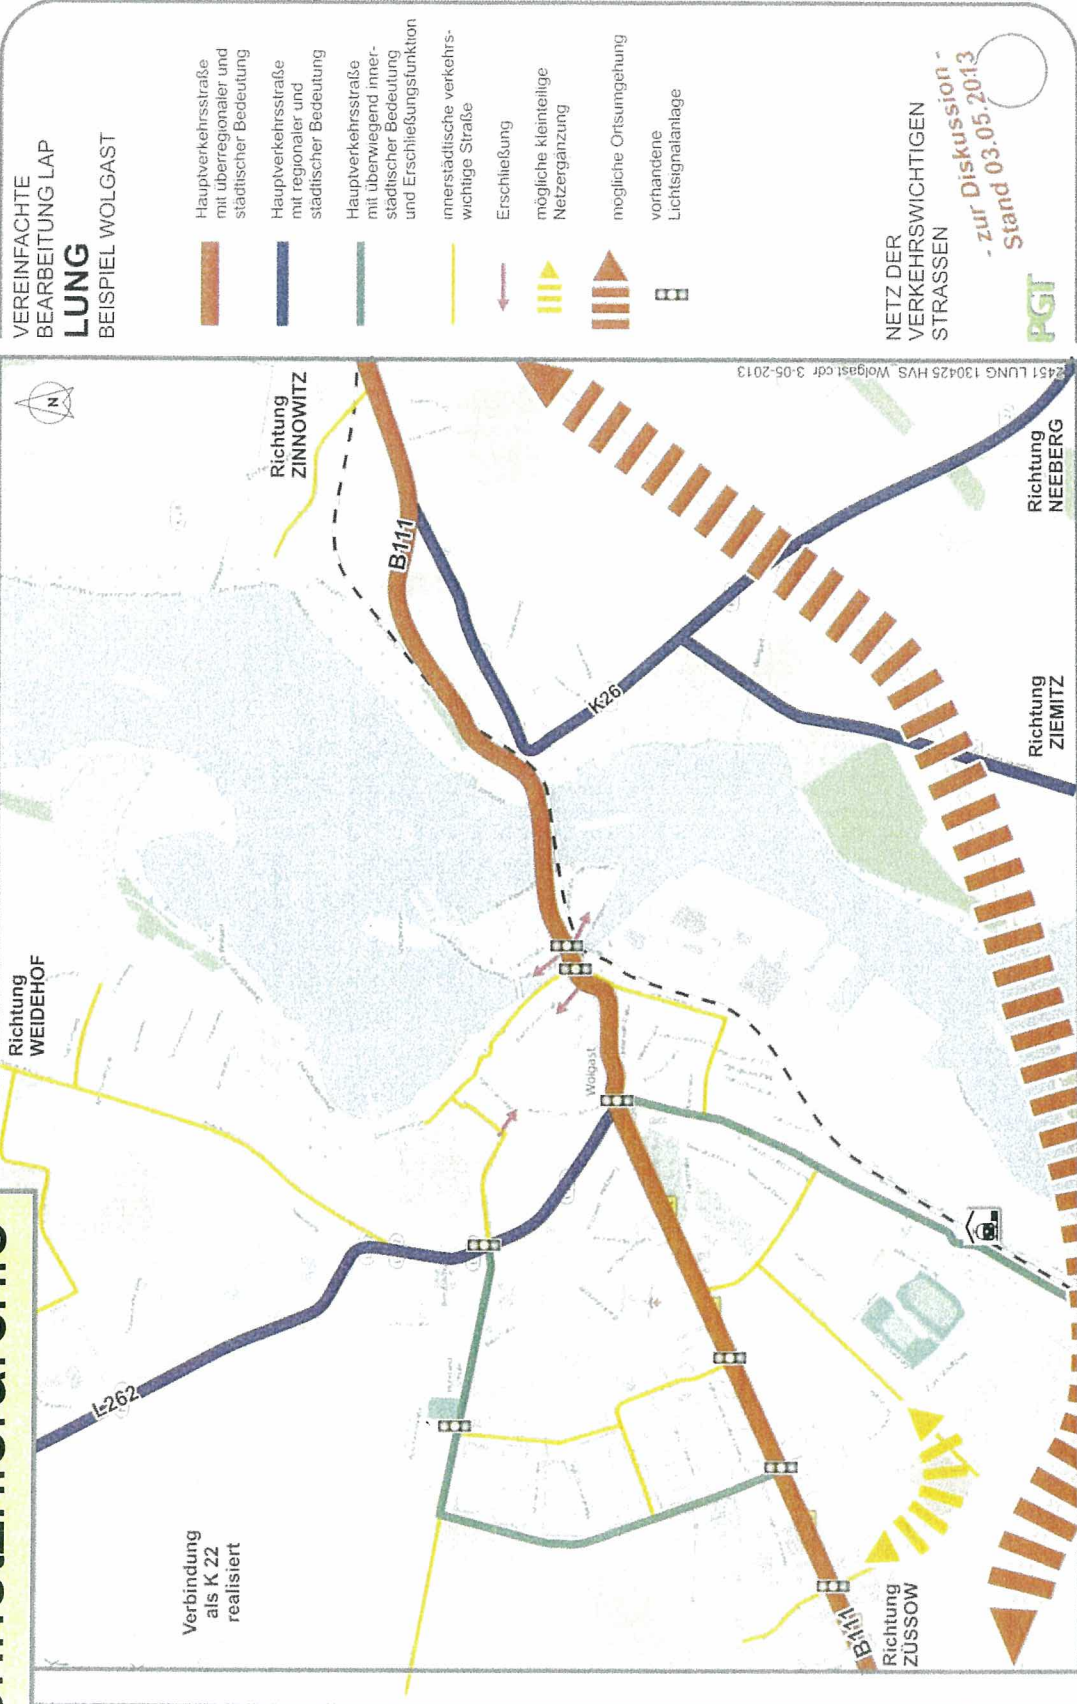 VEREINFACHTE
BEARBEITUNG LAP
LUNG
BEISPIEL WOLGAST
Hauptverkehrsstraße
mit überregionaler und
städtischer Bedeutung
Hauptverkehrsstraße
mit regionaler und
städtischer Bedeutung
Hauptverkehrsstraße
mit überwiegend inner-
städtischer Bedeutung
und Erschließungsfunktion
innerstädtische verkehrs-
wichtige Straße
Erschließung
mögliche kleinteilige
Netzergänzung
mögliche Ortsumgehung
vorhandene
Lichtsignalanlage
NETZ DER
VERKEHRSWICHTIGEN
STRASSEN
- zur Diskussion -
Stand 03.05.2013
PGT
2451 LUNG 130425 HVS_Wolgast.cdr 3-05-2013
N
Richtung
ZINNOWITZ
B111
K26
Richtung
NEEBERG
Richtung
ZIEMITZ
Richtung
WEIDEHOF
Wolgast
L262
Verbindung
als K 22
realisiert
B111
Richtung
ZÜSSOW